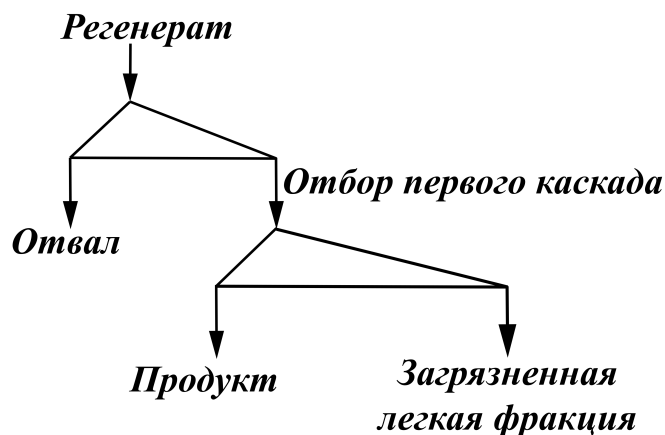 Регенерат
Отбор первого каскада
Отвал
Продукт
Загрязненная
легкая фракция